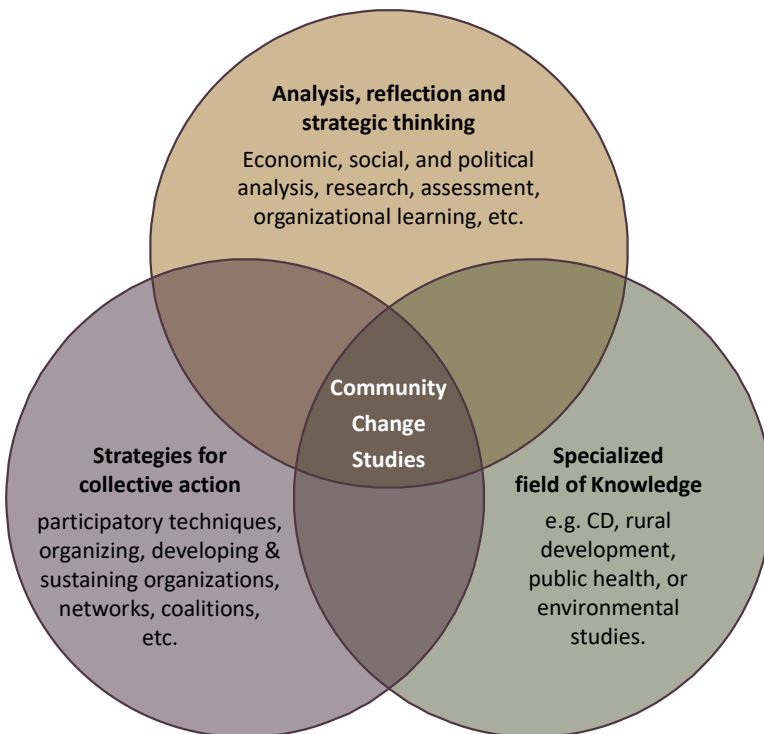 Analysis, reflection and
strategic thinking
Economic, social, and political
analysis, research, assessment,
organizational learning, etc.
Community
Change
Studies
Strategies for
collective action
participatory techniques,
organizing, developing &
sustaining organizations,
networks, coalitions,
etc.
Specialized
field of Knowledge
e.g. CD, rural
development,
public health, or
environmental
studies.